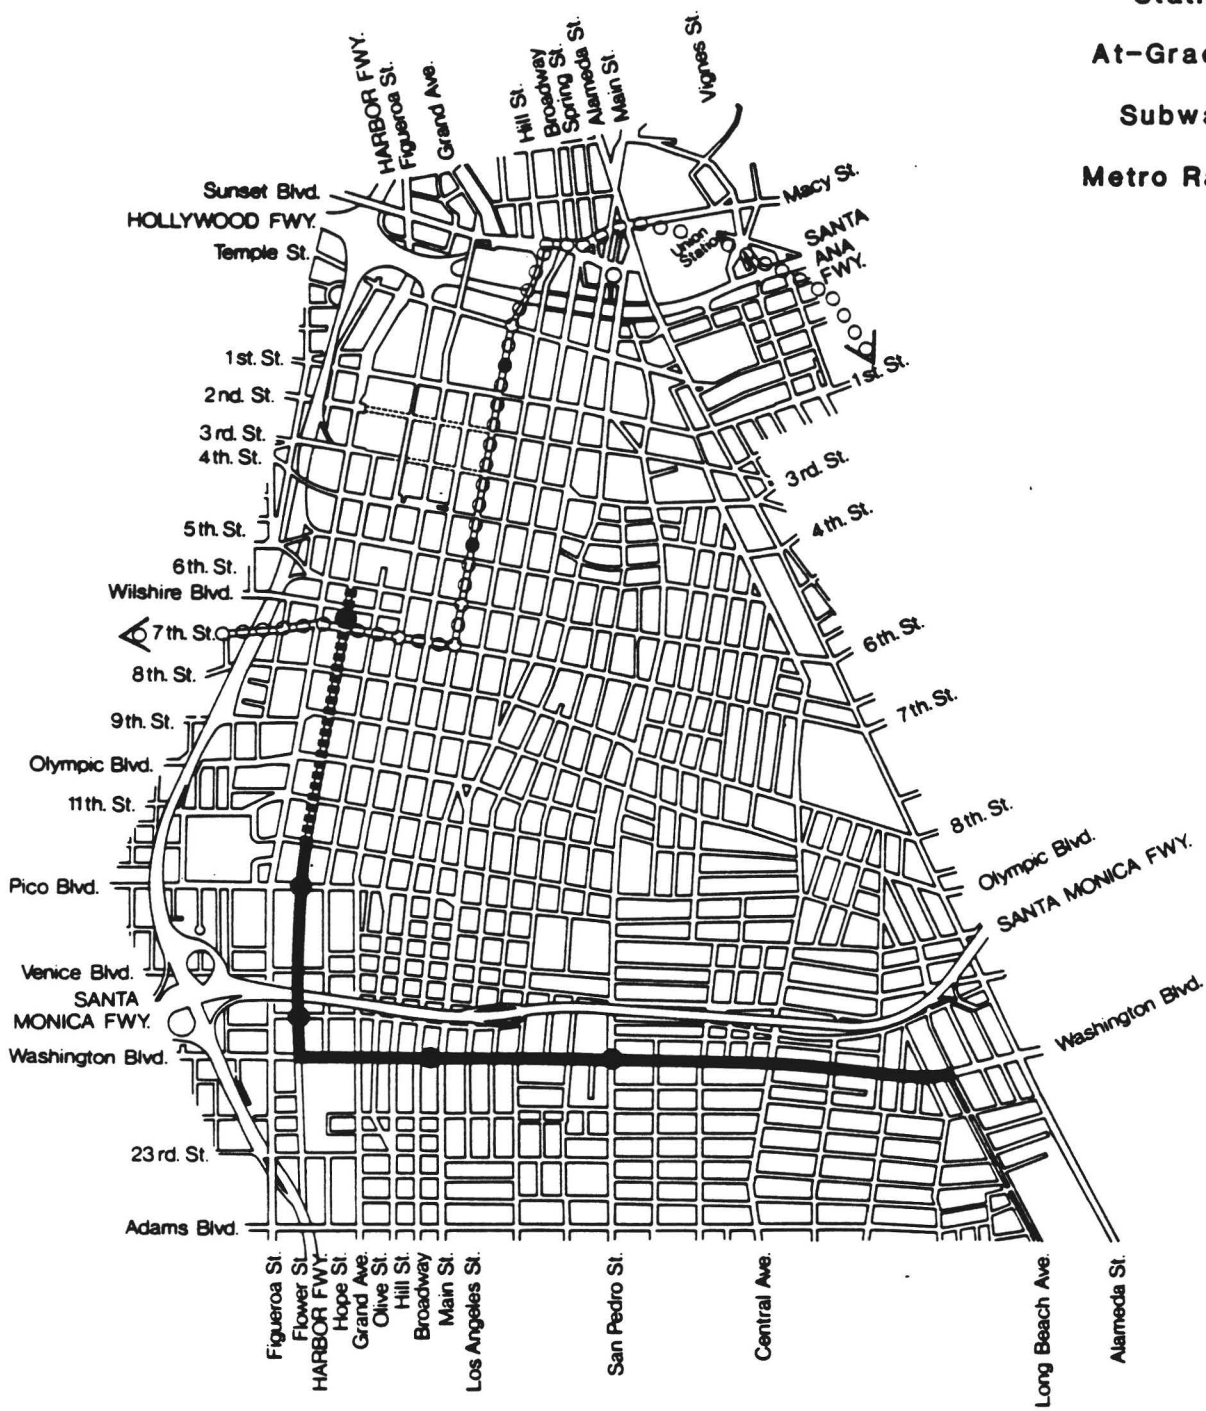 Stati
At-Grad
Subwa
Metro Ra
HARBOR FWY.
Figueroa St.
Grand Ave.
Hill St.
Broadway
Spring St.
Alameda St.
Main St.
Vignes St.
Sunset Blvd.
HOLLYWOOD FWY.
Temple St.
Macy St.
Union
Station
SANTA
ANA
FWY.
1st. St.
2nd. St.
3rd. St.
4th. St.
5th. St.
6th. St.
Wilshire Blvd.
7th. St.
8th. St.
9th. St.
Olympic Blvd.
11th. St.
Pico Blvd.
Venice Blvd.
SANTA
MONICA FWY.
Washington Blvd.
23rd. St.
Adams Blvd.
1st. St.
3rd. St.
4th. St.
6th. St.
7th. St.
8th. St.
Olympic Blvd.
SANTA MONICA FWY.
Washington Blvd.
Figueroa St.
Flower St.
HARBOR FWY.
Hope St.
Grand Ave.
Olive St.
Hill St.
Broadway
Main St.
Los Angeles St.
San Pedro St.
Central Ave.
Long Beach Ave.
Alameda St.